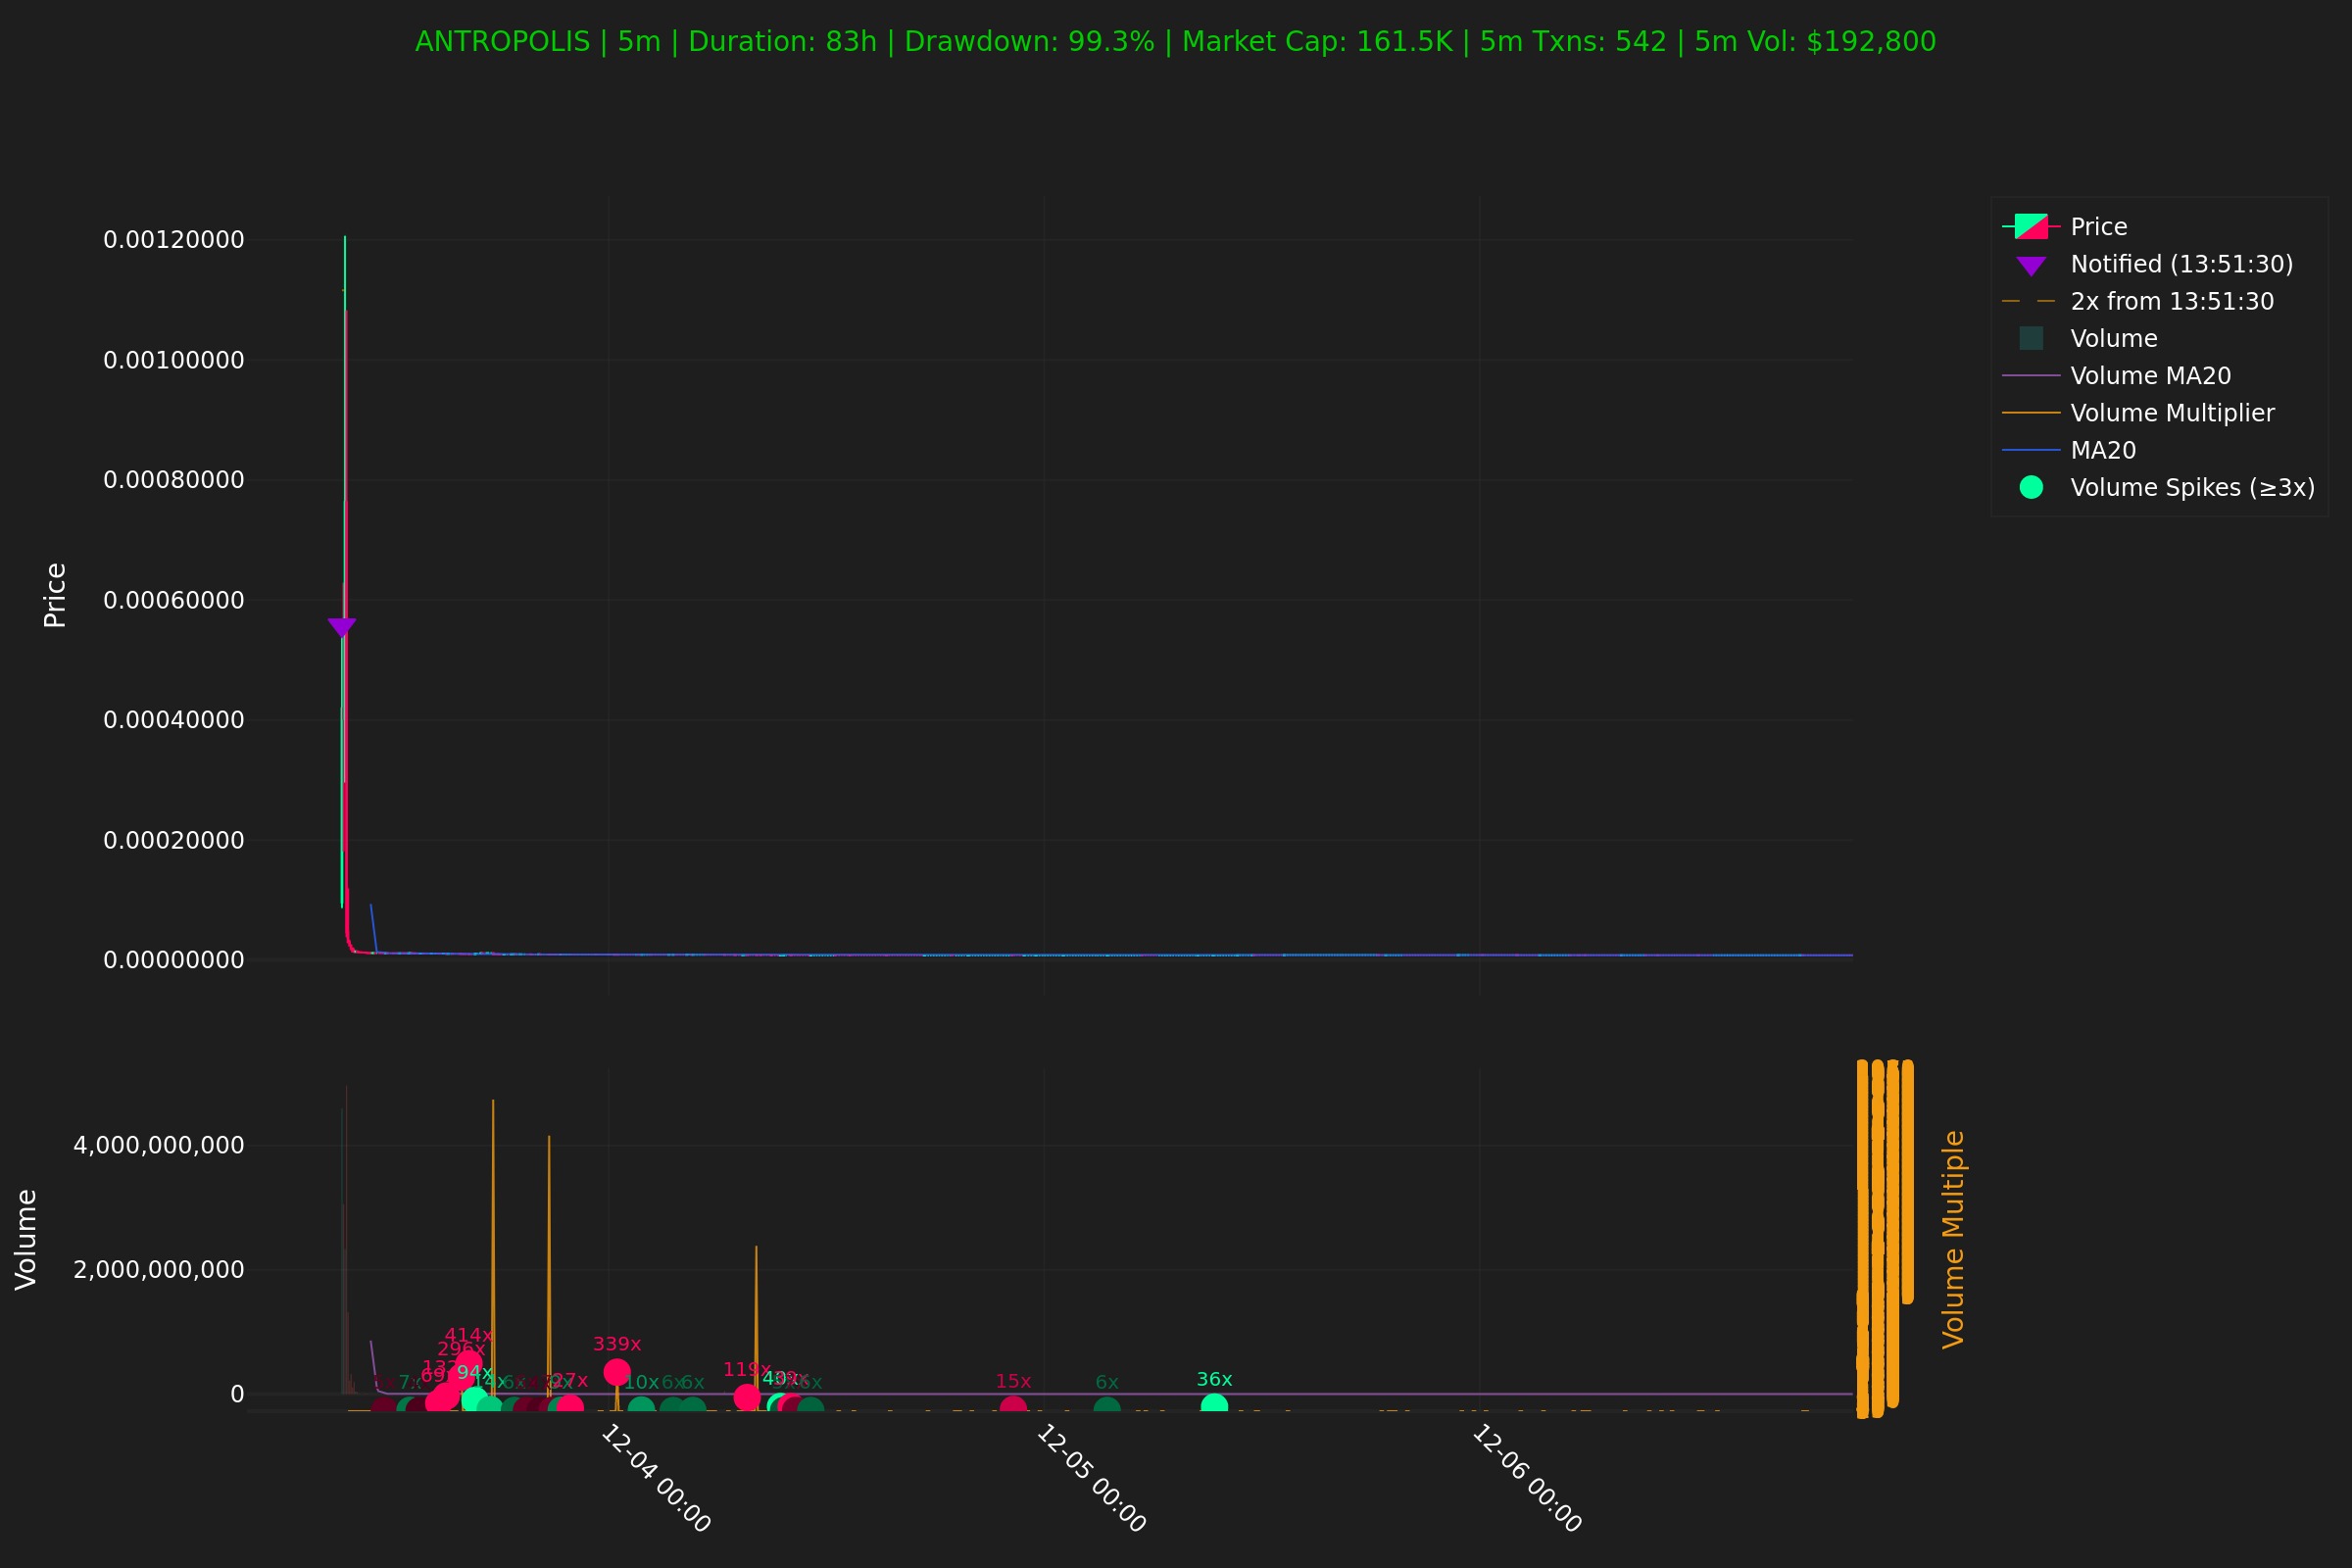 ANTROPOLIS | 5m | Duration: 83h | Drawdown: 99.3% | Market Cap: 161.5K | 5m Txns: 542 | 5m Vol: $192,800
Price
0.00120000
0.00100000
0.00080000
0.00060000
0.00040000
0.00020000
0.00000000
Price
Notified (13:51:30)
2x from 13:51:30
Volume
Volume MA20
Volume Multiplier
MA20
Volume Spikes (≥3x)
Volume
4,000,000,000
2,000,000,000
0
414x
296x
94x
339x
10x
6x
6x
119x
15x
6x
36x
Volume Multiple
12-04 00:00
12-05 00:00
12-06 00:00